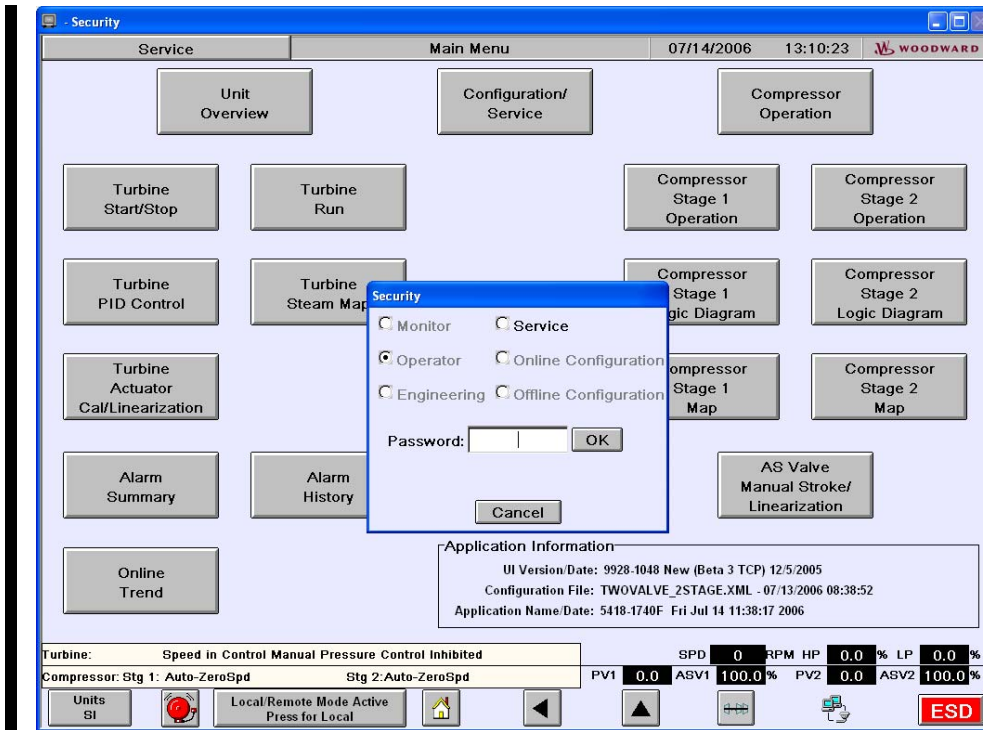 - Security
Service Main Menu 07/14/2006 13:10:23 WOODWARD
Unit
Overview
Configuration/
Service
Compressor
Operation
Turbine
Start/Stop
Turbine
Run
Compressor
Stage 1
Operation
Compressor
Stage 2
Operation
Turbine
PID Control
Turbine
Steam Map
Compressor
Stage 1
gic Diagram
Compressor
Stage 2
Logic Diagram
Turbine
Actuator
Cal/Linearization
ompressor
Stage 1
Map
Compressor
Stage 2
Map
Security
Monitor Service
Operator Online Configuration
Engineering Offline Configuration
Password: OK
Cancel
Alarm
Summary
Alarm
History
AS Valve
Manual Stroke/
Linearization
Online
Trend
Application Information
UI Version/Date: 9928-1048 New (Beta 3 TCP) 12/5/2005
Configuration File: TWOVALVE_2STAGE.XML - 07/13/2006 08:38:52
Application Name/Date: 5418-1740F Fri Jul 14 11:38:17 2006
Turbine: Speed in Control Manual Pressure Control Inhibited SPD 0 RPM HP 0.0 % LP 0.0 %
Compressor: Stg 1: Auto-ZeroSpd Stg 2:Auto-ZeroSpd PV1 0.0 ASV1 100.0 % PV2 0.0 ASV2 100.0 %
Units
SI
Local/Remote Mode Active
Press for Local
ESD